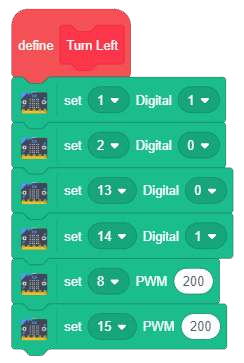 define Turn Left
set 1 Digital 1
set 2 Digital 0
set 13 Digital 0
set 14 Digital 1
set 8 PWM 200
set 15 PWM 200